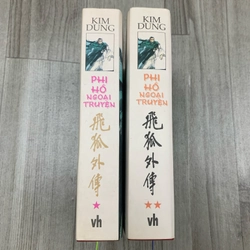 KIM
DUNG
PHI
HỒ
NGOẠI
TRUYỆN
飛狐外傳
★
vh
KIM
DUNG
PHI
HỒ
NGOẠI
TRUYỆN
飛狐外傳
★★
vh